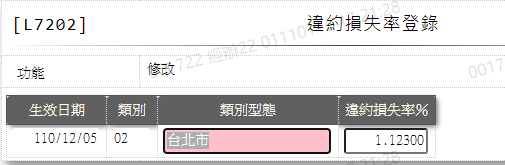 [L7202] 違約損失率登錄
功能 修改
生效日期 類別 類別型態 違約損失率%
110/12/05 02 台北市 1.12300